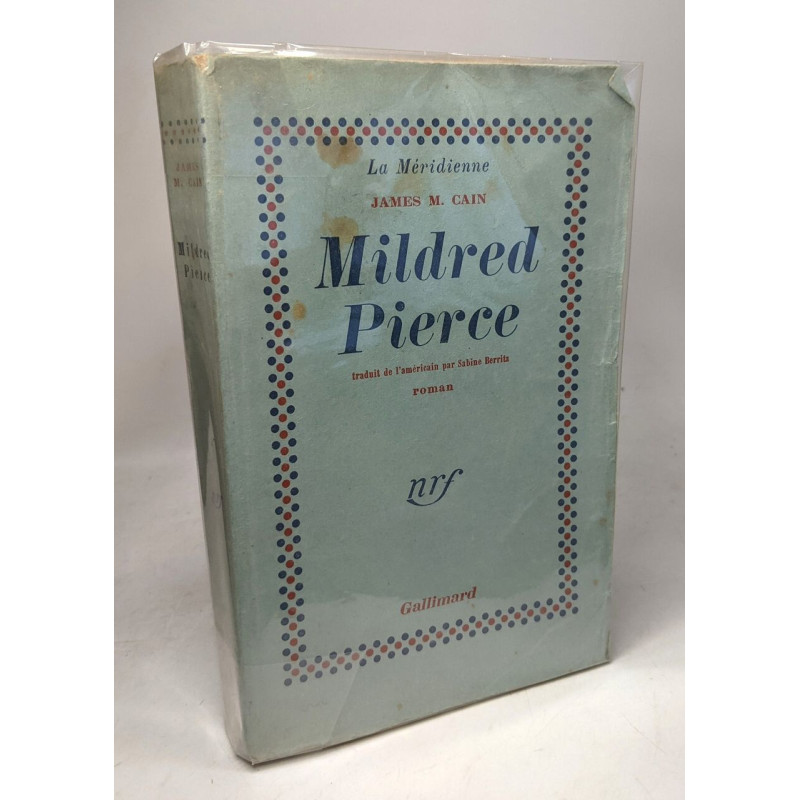 La Méridienne
JAMES M. CAIN
Mildred
Pierce
traduit de l'américain par Sabine Berritz
roman
nrf
Gallimard
JAMES
M. CAIN
Mildred
Pierce